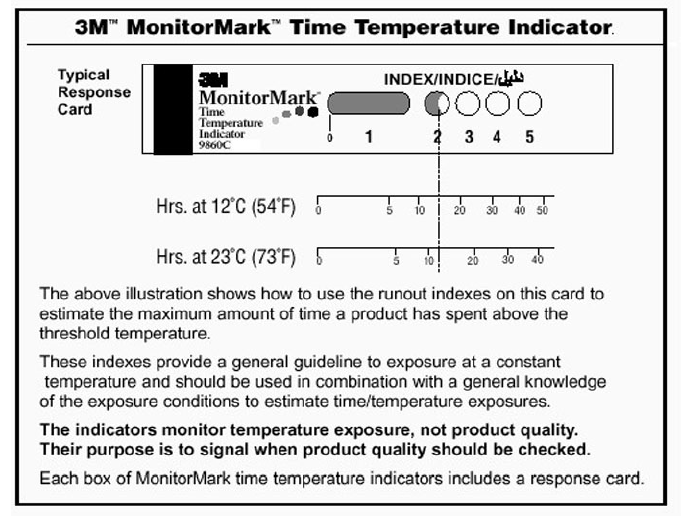 3M™ MonitorMark™ Time Temperature Indicator.
Typical
Response
Card
3M
MonitorMark™
Time
Temperature
Indicator
9860C
INDEX/INDICE/دليل
0 1 2 3 4 5
Hrs. at 12°C (54°F) 0 5 10 20 30 40 50
Hrs. at 23°C (73°F) 0 5 10 20 30 40
The above illustration shows how to use the runout indexes on this card to
estimate the maximum amount of time a product has spent above the
threshold temperature.
These indexes provide a general guideline to exposure at a constant
temperature and should be used in combination with a general knowledge
of the exposure conditions to estimate time/temperature exposures.
The indicators monitor temperature exposure, not product quality.
Their purpose is to signal when product quality should be checked.
Each box of MonitorMark time temperature indicators includes a response card.